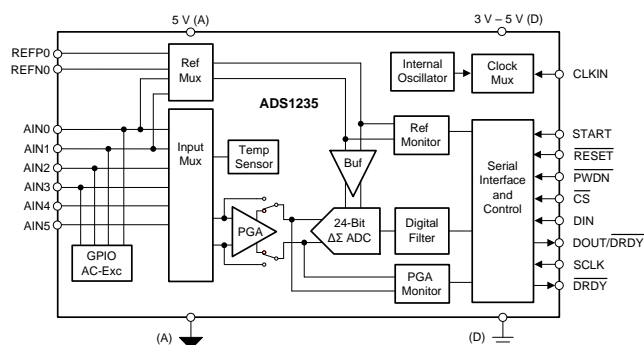 5 V (A)
3 V – 5 V (D)
REFP0
REFN0
Ref
Mux
Internal
Oscillator
Clock
Mux
CLKIN
ADS1235
AIN0
AIN1
AIN2
AIN3
AIN4
AIN5
Input
Mux
Temp
Sensor
Buf
Ref
Monitor
Serial
Interface
and
Control
START
RESET
PWDN
CS
DIN
DOUT/DRDY
SCLK
DRDY
PGA
24-Bit
ΔΣ ADC
Digital
Filter
GPIO
AC-Exc
PGA
Monitor
(A)
(D)